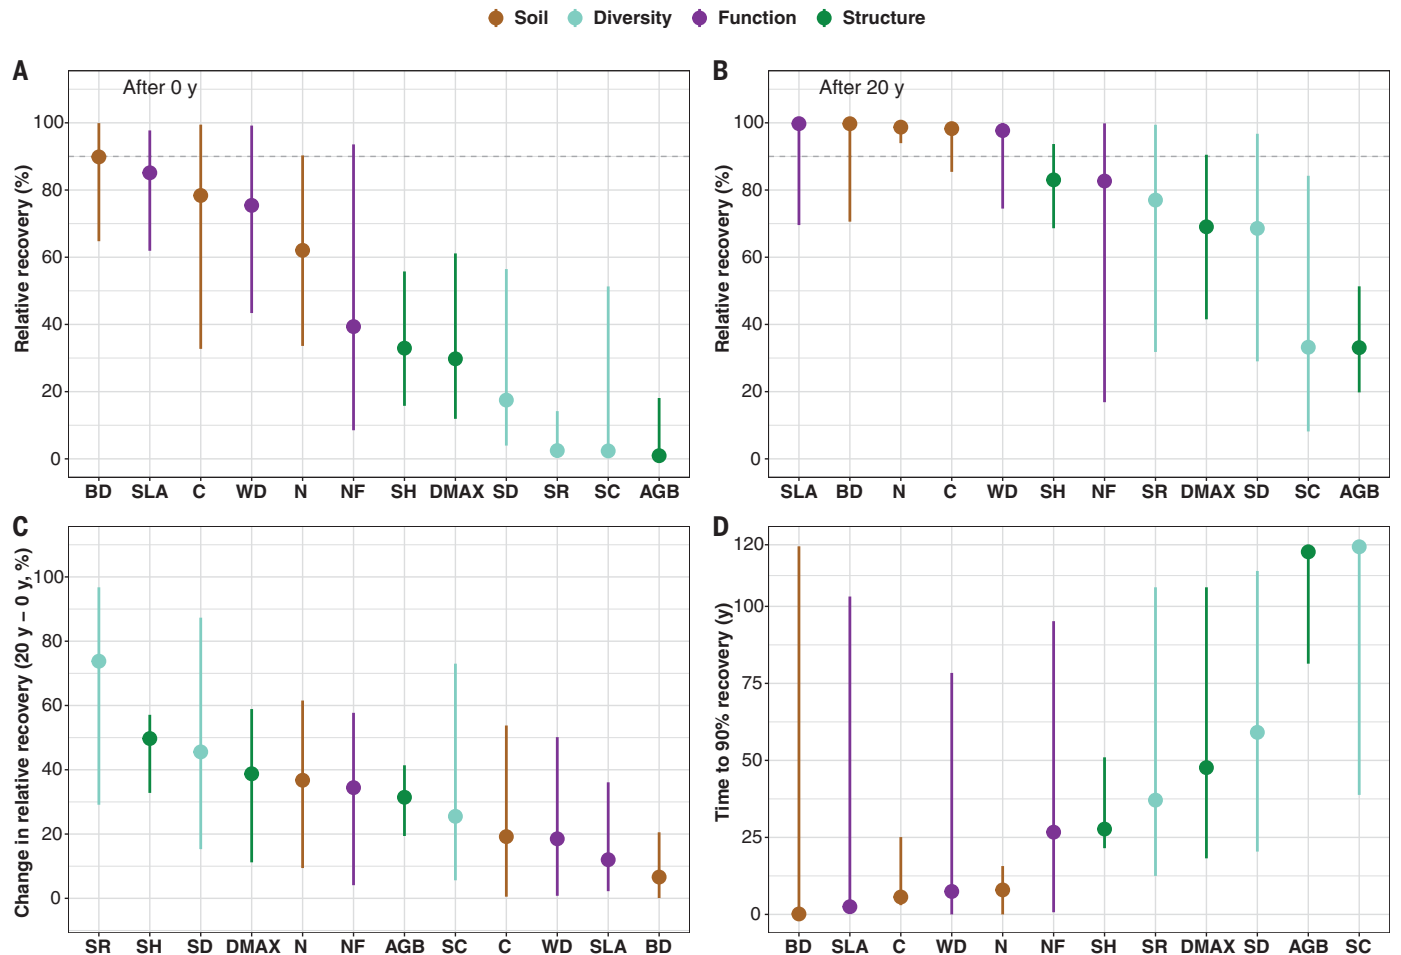 Soil Diversity Function Structure
A
After 0 y
Relative recovery (%)
100
80
60
40
20
0
BD SLA C WD N NF SH DMAX SD SR SC AGB
B
After 20 y
Relative recovery (%)
100
80
60
40
20
0
SLA BD N C WD SH NF SR DMAX SD SC AGB
C
Change in relative recovery (20 y – 0 y, %)
100
80
60
40
20
0
SR SH SD DMAX N NF AGB SC C WD SLA BD
D
Time to 90% recovery (y)
120
100
75
50
25
0
BD SLA C WD N NF SH SR DMAX SD AGB SC